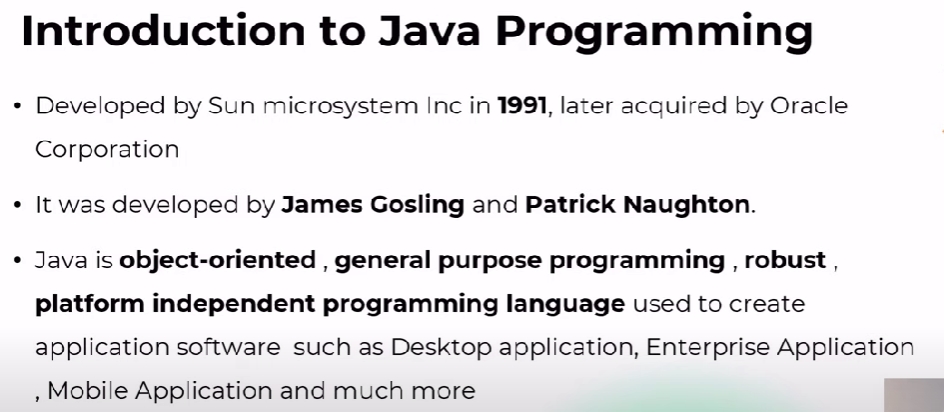 Introduction to Java Programming
• Developed by Sun microsystem Inc in 1991, later acquired by Oracle
Corporation
• It was developed by James Gosling and Patrick Naughton.
• Java is object-oriented , general purpose programming , robust ,
platform independent programming language used to create
application software such as Desktop application, Enterprise Application
, Mobile Application and much more